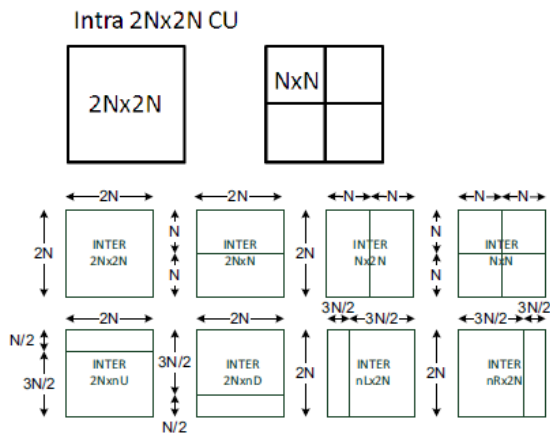 Intra 2Nx2N CU
2Nx2N
NxN
2N
2N
N
N
N
N
2N
INTER
2Nx2N
N
N
INTER
2NxN
2N
INTER
Nx2N
N
N
INTER
NxN
2N
2N
3N/2
3N/2
3N/2
3N/2
N/2
3N/2
INTER
2NxnU
3N/2
N/2
INTER
2NxnD
2N
INTER
nLx2N
2N
INTER
nRx2N